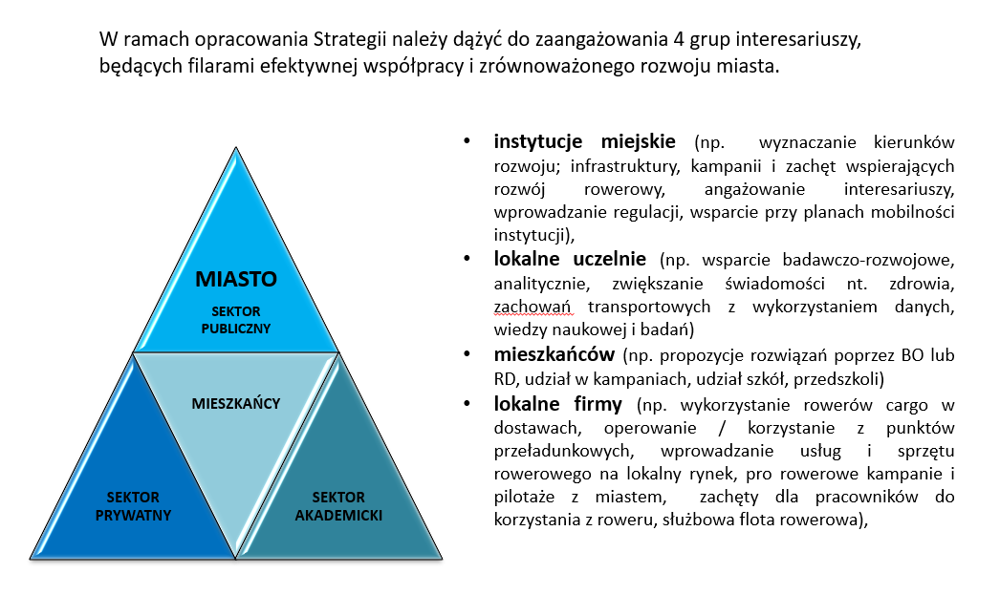 W ramach opracowania Strategii należy dążyć do zaangażowania 4 grup interesariuszy,
będących filarami efektywnej współpracy i zrównoważonego rozwoju miasta.
MIASTO
SEKTOR
PUBLICZNY
MIESZKAŃCY
SEKTOR
PRYWATNY
SEKTOR
AKADEMICKI
• instytucje miejskie (np. wyznaczanie kierunków
rozwoju; infrastruktury, kampanii i zachęt wspierających
rozwój rowerowy, angażowanie interesariuszy,
wprowadzanie regulacji, wsparcie przy planach mobilności
instytucji),
• lokalne uczelnie (np. wsparcie badawczo-rozwojowe,
analitycznie, zwiększanie świadomości nt. zdrowia,
zachowań transportowych z wykorzystaniem danych,
wiedzy naukowej i badań)
• mieszkańców (np. propozycje rozwiązań poprzez BO lub
RD, udział w kampaniach, udział szkół, przedszkoli)
• lokalne firmy (np. wykorzystanie rowerów cargo w
dostawach, operowanie / korzystanie z punktów
przeładunkowych, wprowadzanie usług i sprzętu
rowerowego na lokalny rynek, pro rowerowe kampanie i
pilotaże z miastem, zachęty dla pracowników do
korzystania z roweru, służbowa flota rowerowa),